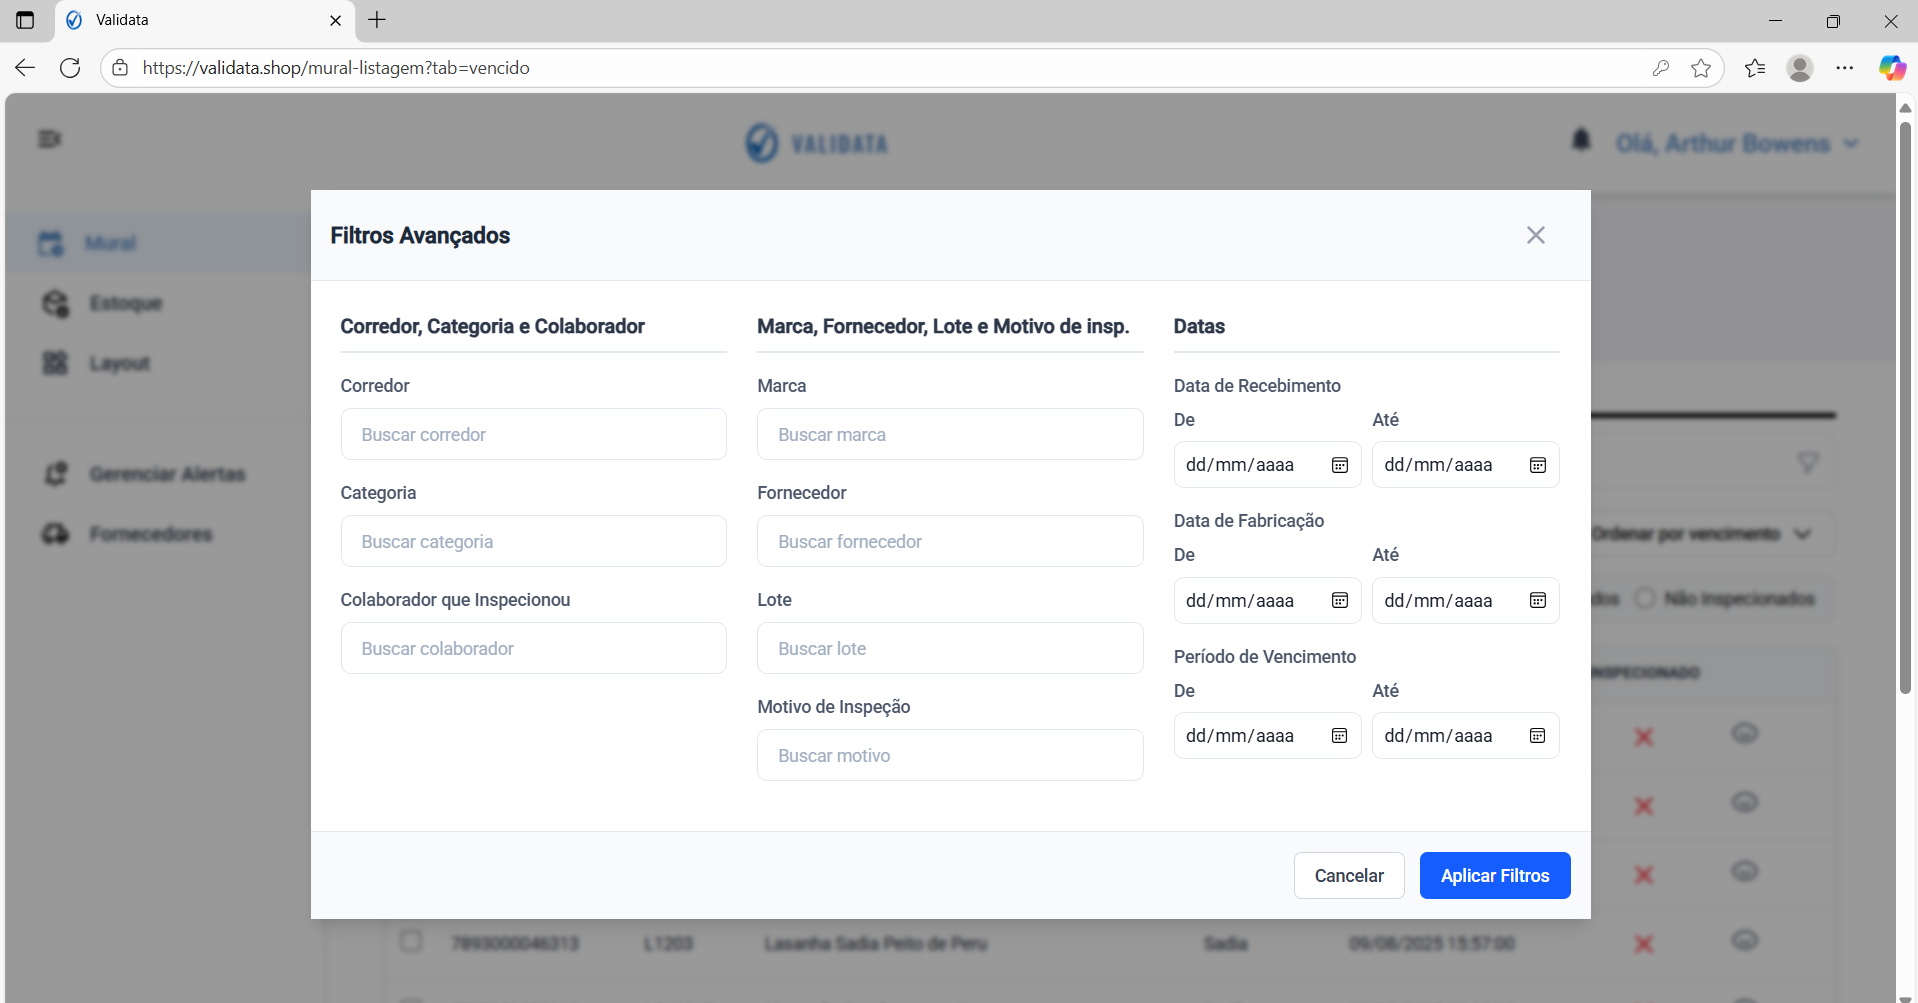 Validata
https://validata.shop/mural-listagem?tab=vencido
VALIDATA
Olá, Arthur Bowens
Mural
Estoque
Layout
Gerenciar Alertas
Fornecedores
Filtros Avançados
Corredor, Categoria e Colaborador
Corredor
Buscar corredor
Categoria
Buscar categoria
Colaborador que Inspecionou
Buscar colaborador
Marca, Fornecedor, Lote e Motivo de insp.
Marca
Buscar marca
Fornecedor
Buscar fornecedor
Lote
Buscar lote
Motivo de Inspeção
Buscar motivo
Datas
Data de Recebimento
De Até
dd/mm/aaaa dd/mm/aaaa
Data de Fabricação
De Até
dd/mm/aaaa dd/mm/aaaa
Período de Vencimento
De Até
dd/mm/aaaa dd/mm/aaaa
Cancelar Aplicar Filtros
Ordenar por vencimento
Não Inspecionados
7893000046313 L1203 Lasanha Sadia Peito de Peru Sadia 09/08/2025 15:57:00